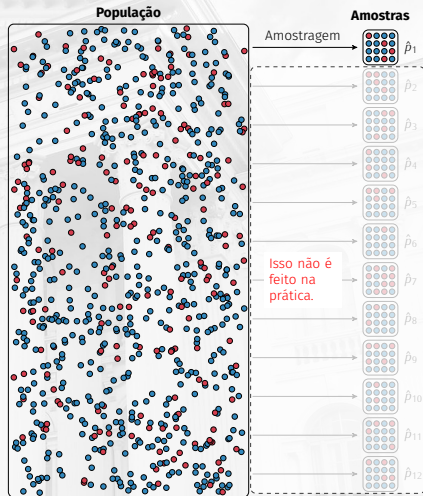 População
Amostras
Amostragem
p̂₁
p̂₂
p̂₃
p̂₄
p̂₅
p̂₆
Isso não é
feito na
prática.
p̂₇
p̂₈
p̂₉
p̂₁₀
p̂₁₁
p̂₁₂